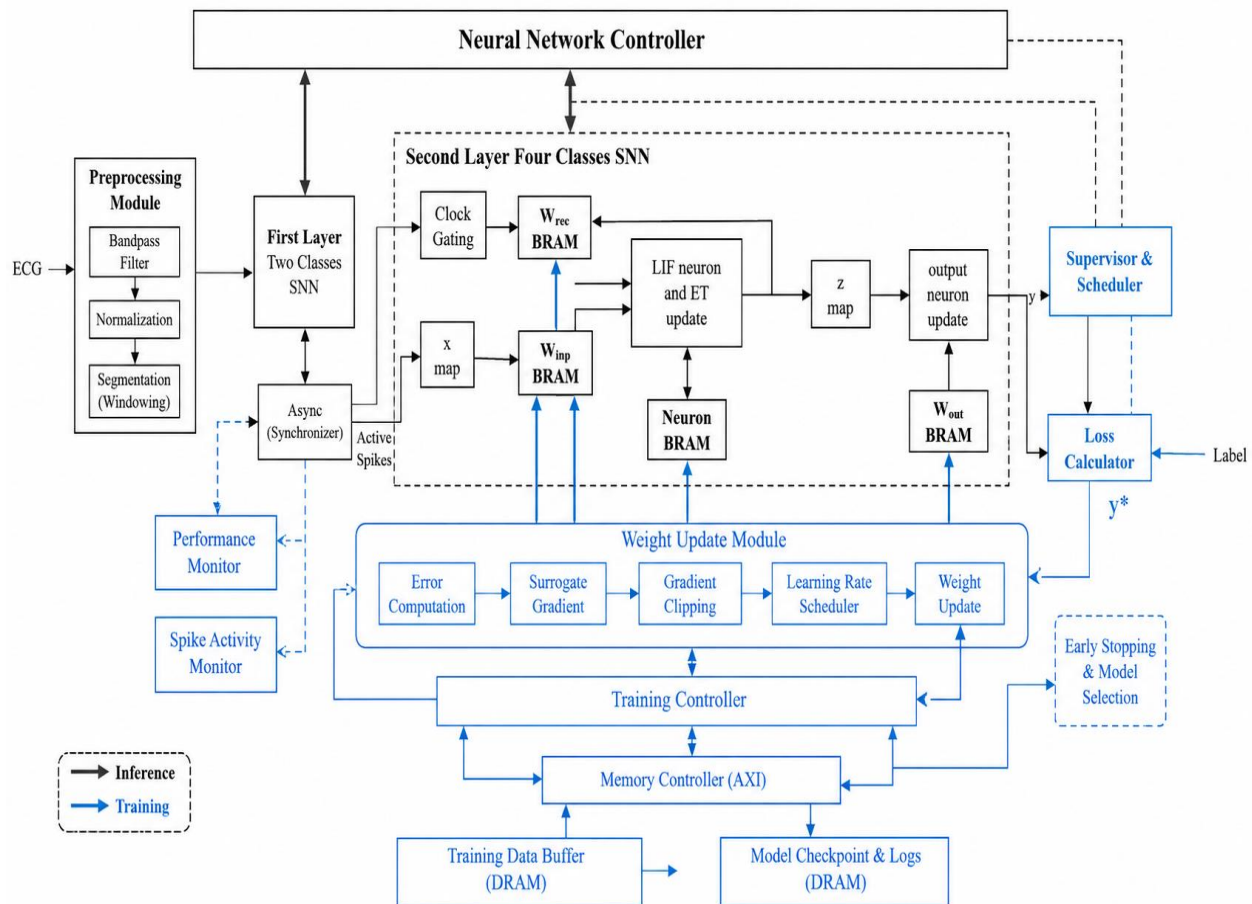 Neural Network Controller
Second Layer Four Classes SNN
Preprocessing
Module
Bandpass
Filter
Normalization
Segmentation
(Windowing)
ECG
First Layer
Two Classes
SNN
Async
(Synchronizer)
Active
Spikes
Clock
Gating
W_rec
BRAM
x
map
W_inp
BRAM
LIF neuron
and ET
update
Neuron
BRAM
z
map
output
neuron
update
W_out
BRAM
y
Supervisor &
Scheduler
Loss
Calculator
Label
y*
Performance
Monitor
Spike Activity
Monitor
Weight Update Module
Error
Computation
Surrogate
Gradient
Gradient
Clipping
Learning Rate
Scheduler
Weight
Update
Early Stopping
& Model
Selection
Training Controller
Memory Controller (AXI)
Training Data Buffer
(DRAM)
Model Checkpoint & Logs
(DRAM)
Inference
Training